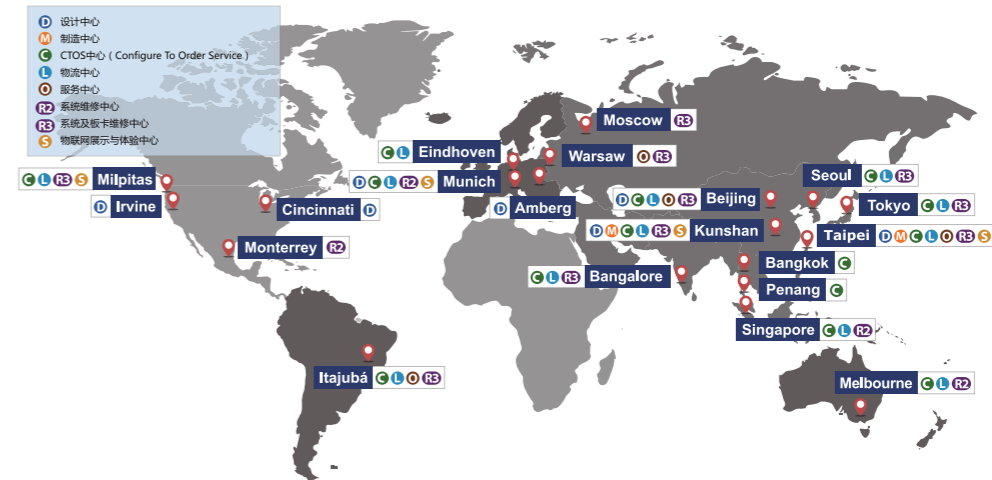 D 设计中心
M 制造中心
C CTOS中心（Configure To Order Service）
L 物流中心
O 服务中心
R2 系统维修中心
R3 系统及板卡维修中心
S 物联网展示与体验中心
Moscow R3
C L Eindhoven
Warsaw O R3
Seoul C L R3
C L R3 S Milpitas
D C L R2 S Munich
D C L O R3 Beijing
Tokyo C L R3
D Irvine
Cincinnati D
D Amberg
D M C L R3 S Kunshan
Taipei D M C L O R3 S
Monterrey R2
Bangkok C
C L R3 Bangalore
Penang C
Singapore C L R2
Itajubá C L O R3
Melbourne C L R2